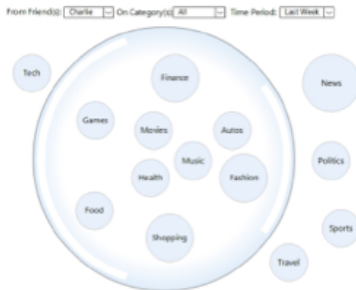 From Friend(s): Charlie On Category(s): All Time Period: Last Week
Finance
Tech
News
Games
Movies
Autos
Music
Politics
Health
Fashion
Food
Sports
Shopping
Travel